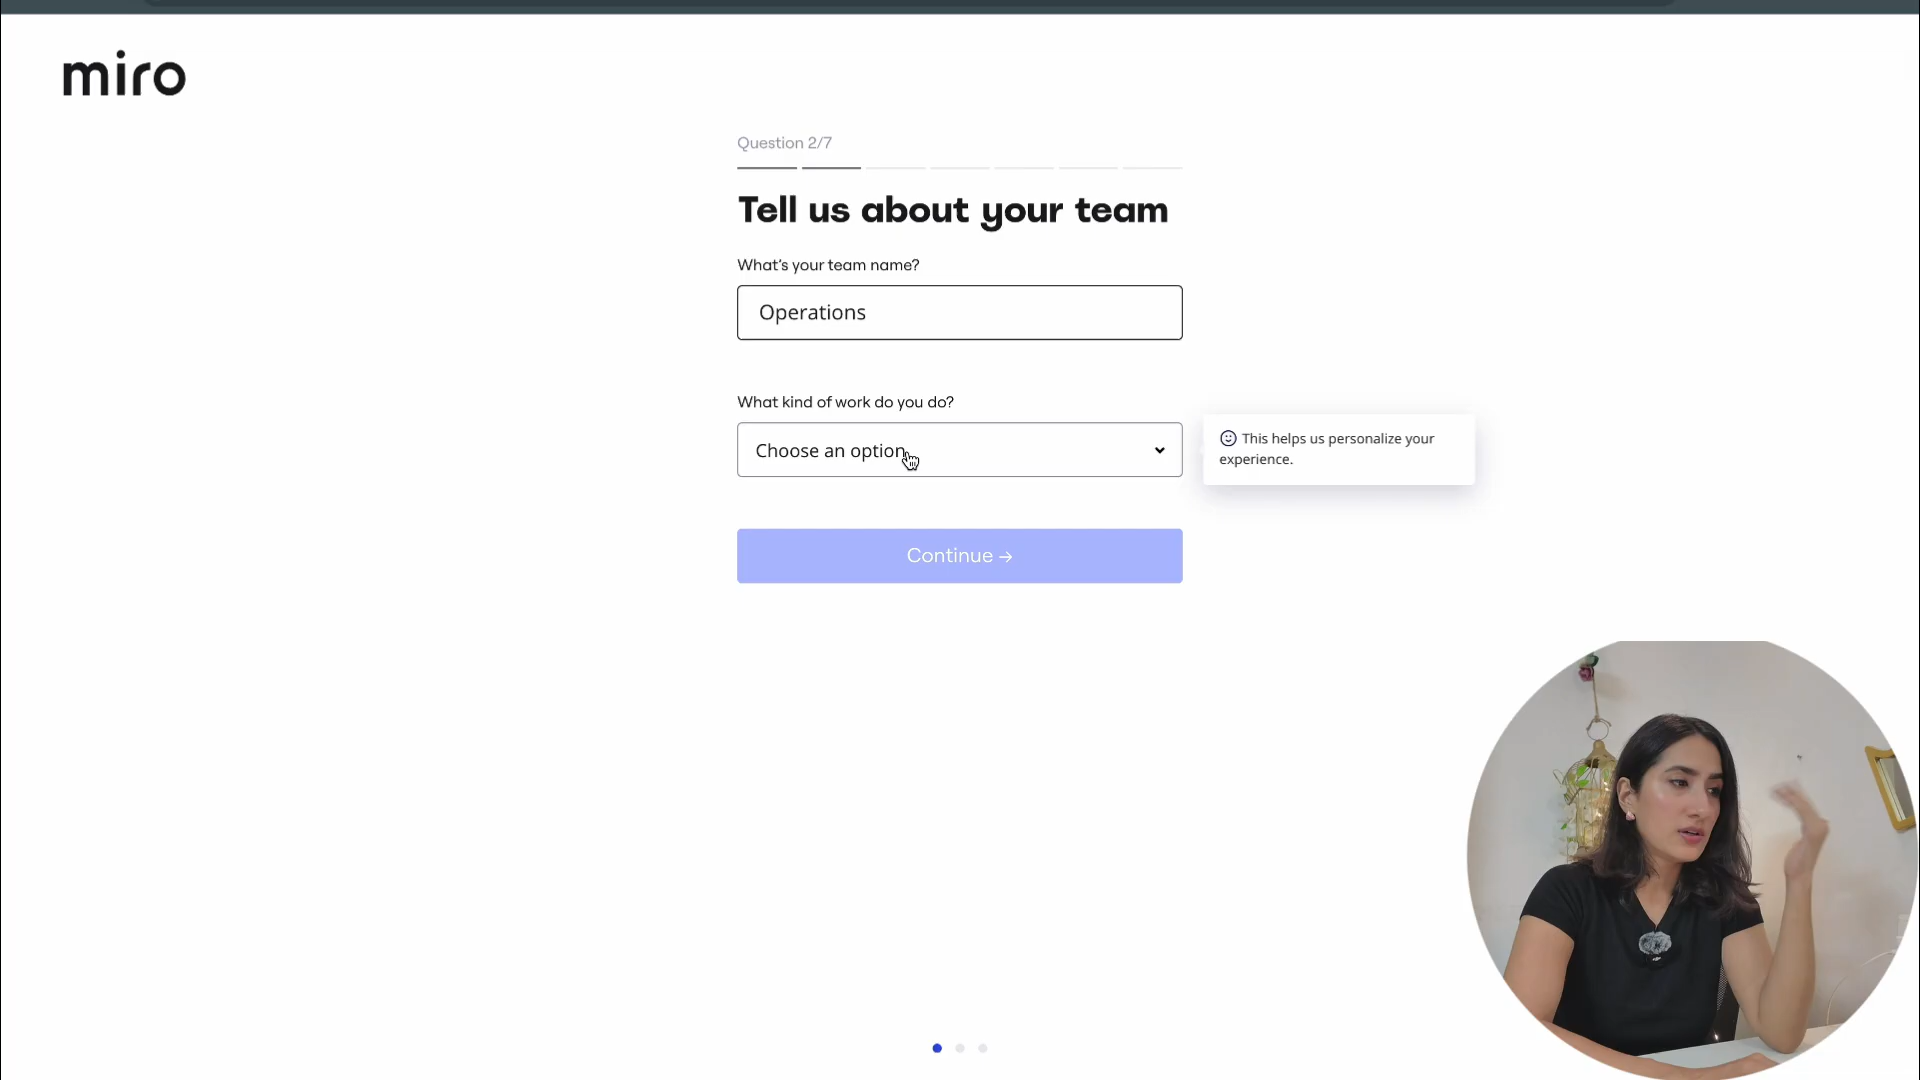 miro
Question 2/7
Tell us about your team
What's your team name?
Operations
What kind of work do you do?
Choose an option
This helps us personalize your
experience.
Continue →